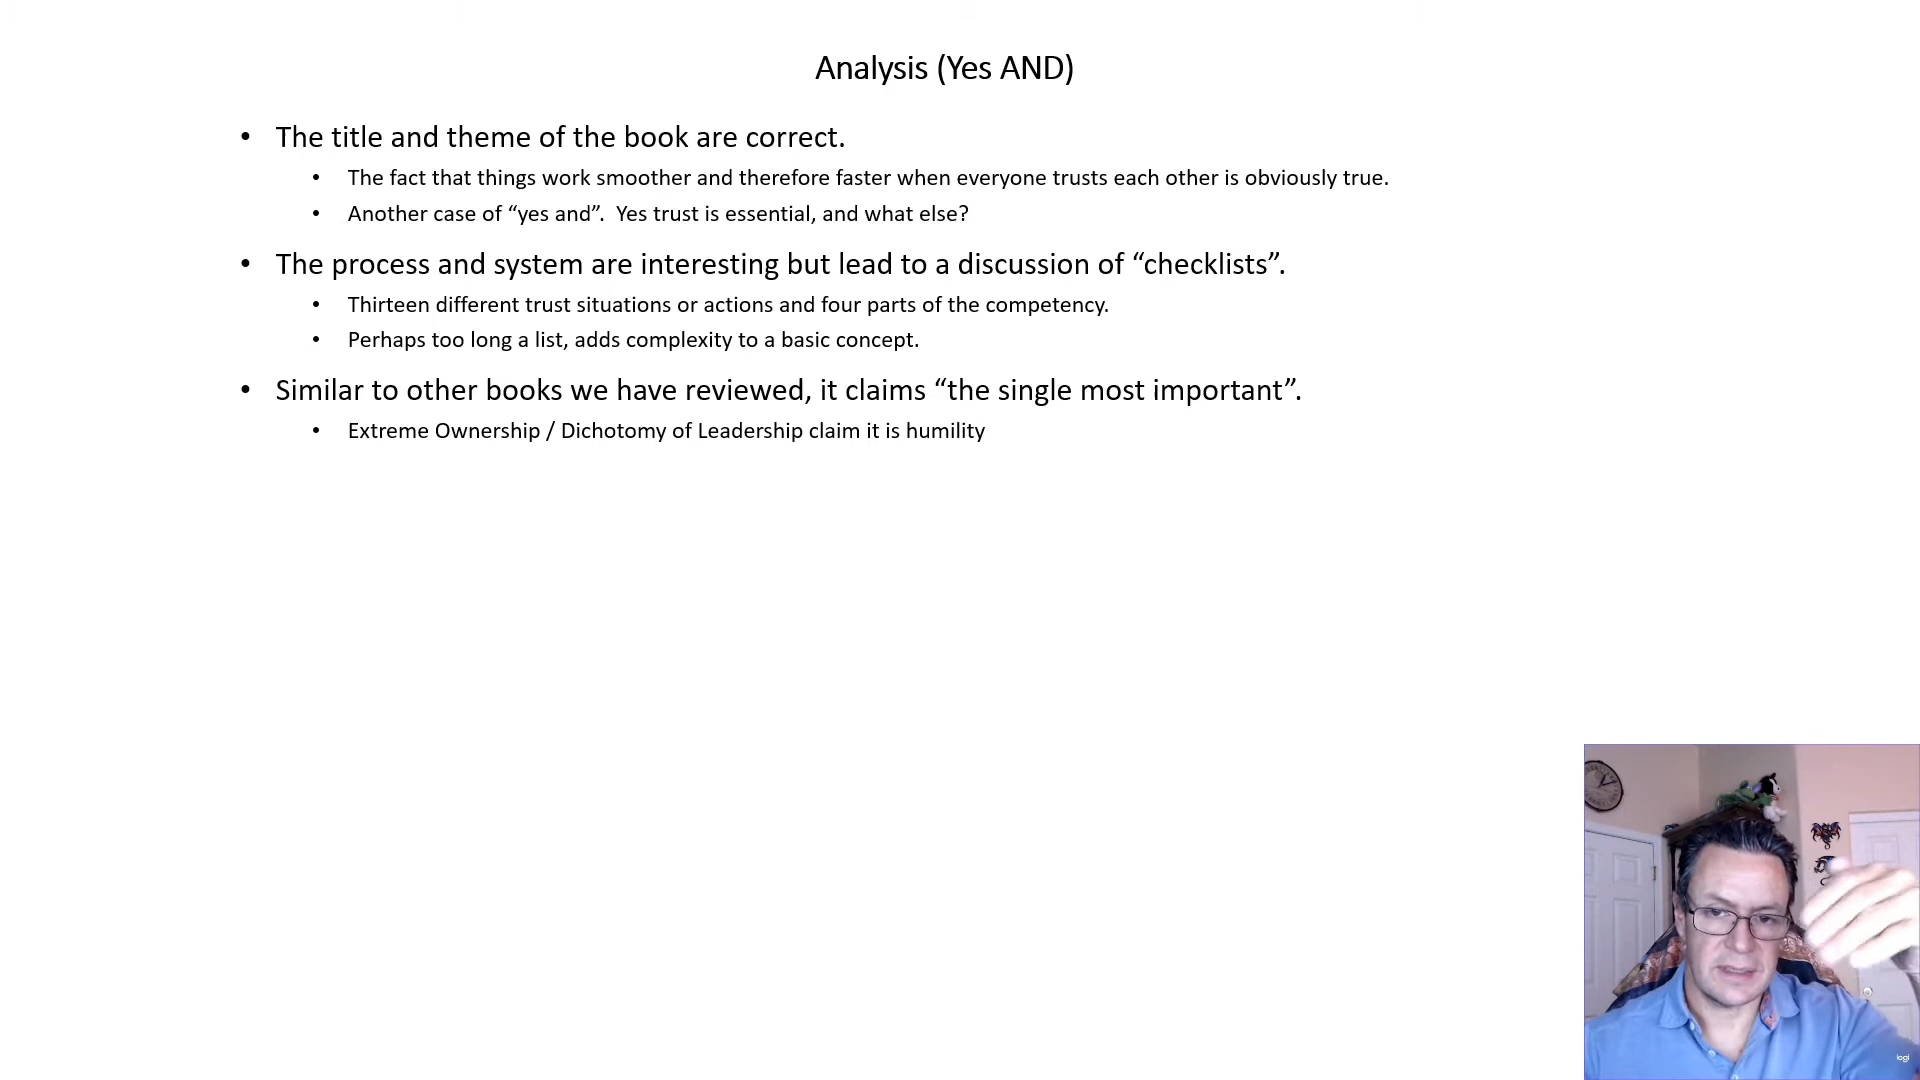 Analysis (Yes AND)
• The title and theme of the book are correct.
• The fact that things work smoother and therefore faster when everyone trusts each other is obviously true.
• Another case of “yes and”.  Yes trust is essential, and what else?
• The process and system are interesting but lead to a discussion of “checklists”.
• Thirteen different trust situations or actions and four parts of the competency.
• Perhaps too long a list, adds complexity to a basic concept.
• Similar to other books we have reviewed, it claims “the single most important”.
• Extreme Ownership / Dichotomy of Leadership claim it is humility
logi